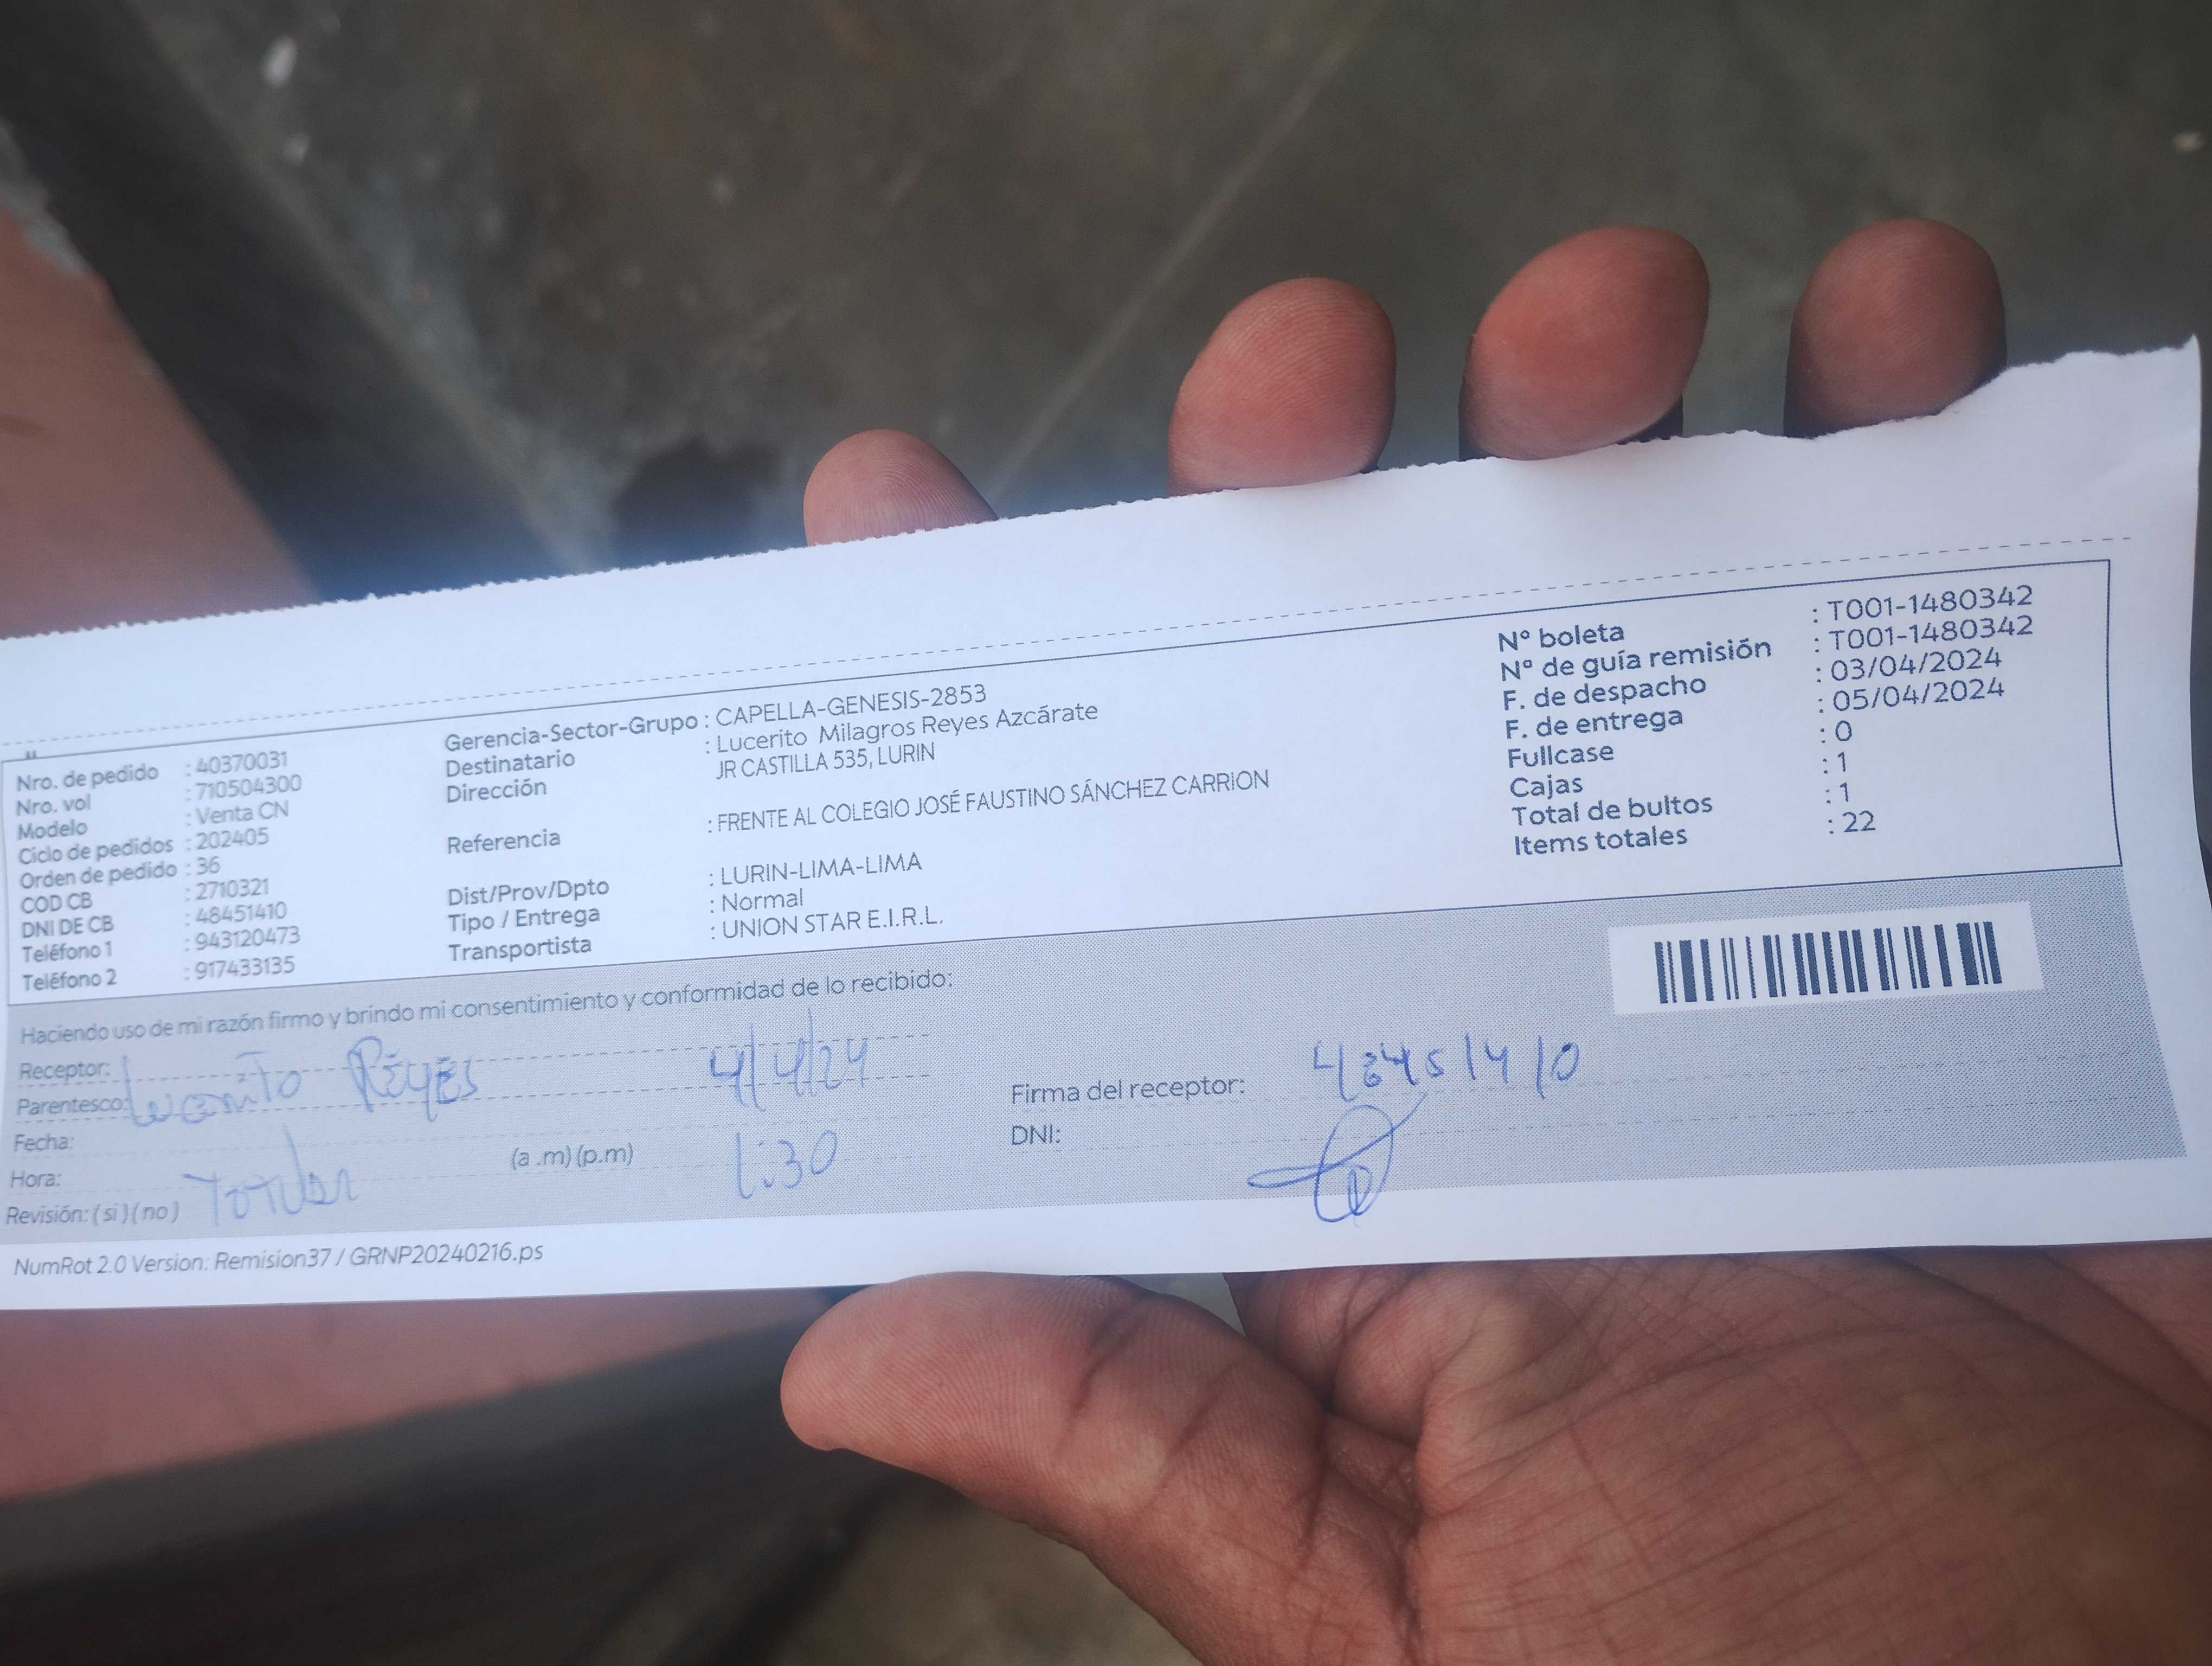 Nro. de pedido : 40370031
Nro. vol : 710504300
Modelo : Venta CN
Ciclo de pedidos : 202405
Orden de pedido : 36
COD CB : 2710321
DNI DE CB : 48451410
Teléfono 1 : 943120473
Teléfono 2 : 917433135
Gerencia-Sector-Grupo : CAPELLA-GENESIS-2853
Destinatario : Lucerito Milagros Reyes Azcárate
Dirección JR CASTILLA 535, LURIN
Referencia : FRENTE AL COLEGIO JOSÉ FAUSTINO SÁNCHEZ CARRION
Dist/Prov/Dpto : LURIN-LIMA-LIMA
Tipo / Entrega : Normal
Transportista : UNION STAR E.I.R.L.
Nº boleta : T001-1480342
Nº de guía remisión : T001-1480342
F. de despacho : 03/04/2024
F. de entrega : 05/04/2024
Fullcase : 0
Cajas : 1
Total de bultos : 1
Items totales : 22
Haciendo uso de mi razón firmo y brindo mi consentimiento y conformidad de lo recibido:
Receptor:
Parentesco: Reyes 4/4/24
Fecha:
Hora: (a .m) (p.m) 1:30
Revisión: ( si ) ( no )
Firma del receptor: 48451410
DNI:
NumRot 2.0 Version: Remision37 / GRNP20240216.ps